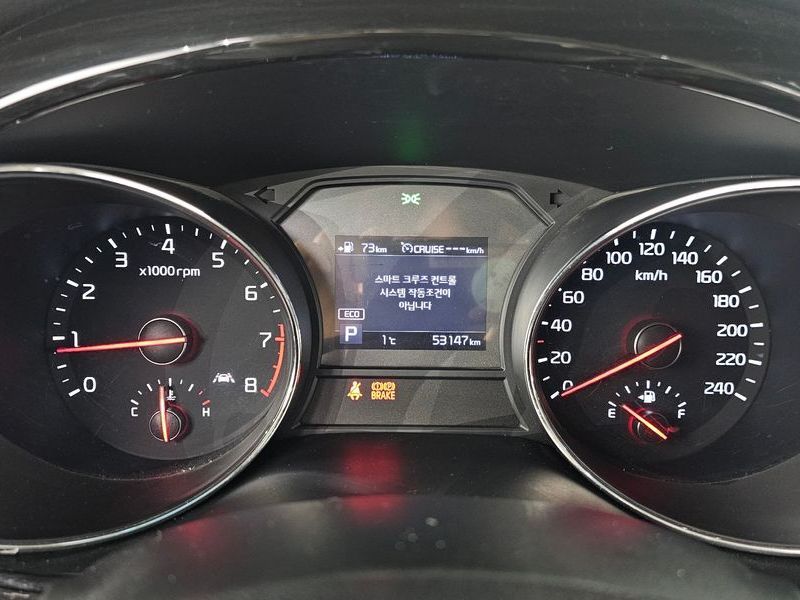 73km CRUISE---km/h
스마트 크루즈 컨트롤
시스템 작동조건이
아닙니다
ECO
P 1℃ 53147km
x1000 rpm
0 1 2 3 4 5 6 7 8
C H
BRAKE
km/h
0 20 40 60 80 100 120 140 160 180 200 220 240
E F